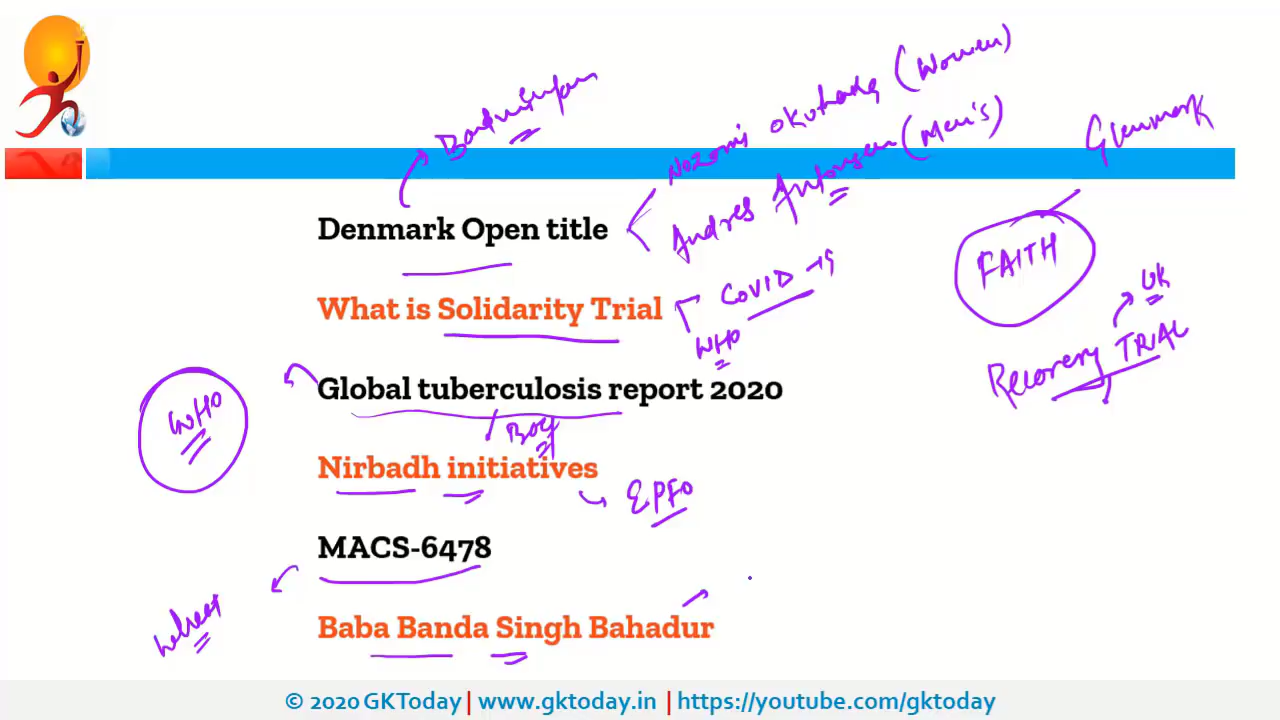 Nozomi Okuhara (Women)
Badminton
Andres Antonsen (Men's)
Glenmark
Denmark Open title
FAITH
What is Solidarity Trial
COVID-19
UK
WHO
Recovery TRIAL
Global tuberculosis report 2020
WHO
Nirbadh initiatives
EPFO
MACS-6478
wheat
Baba Banda Singh Bahadur
© 2020 GKToday | www.gktoday.in | https://youtube.com/gktoday